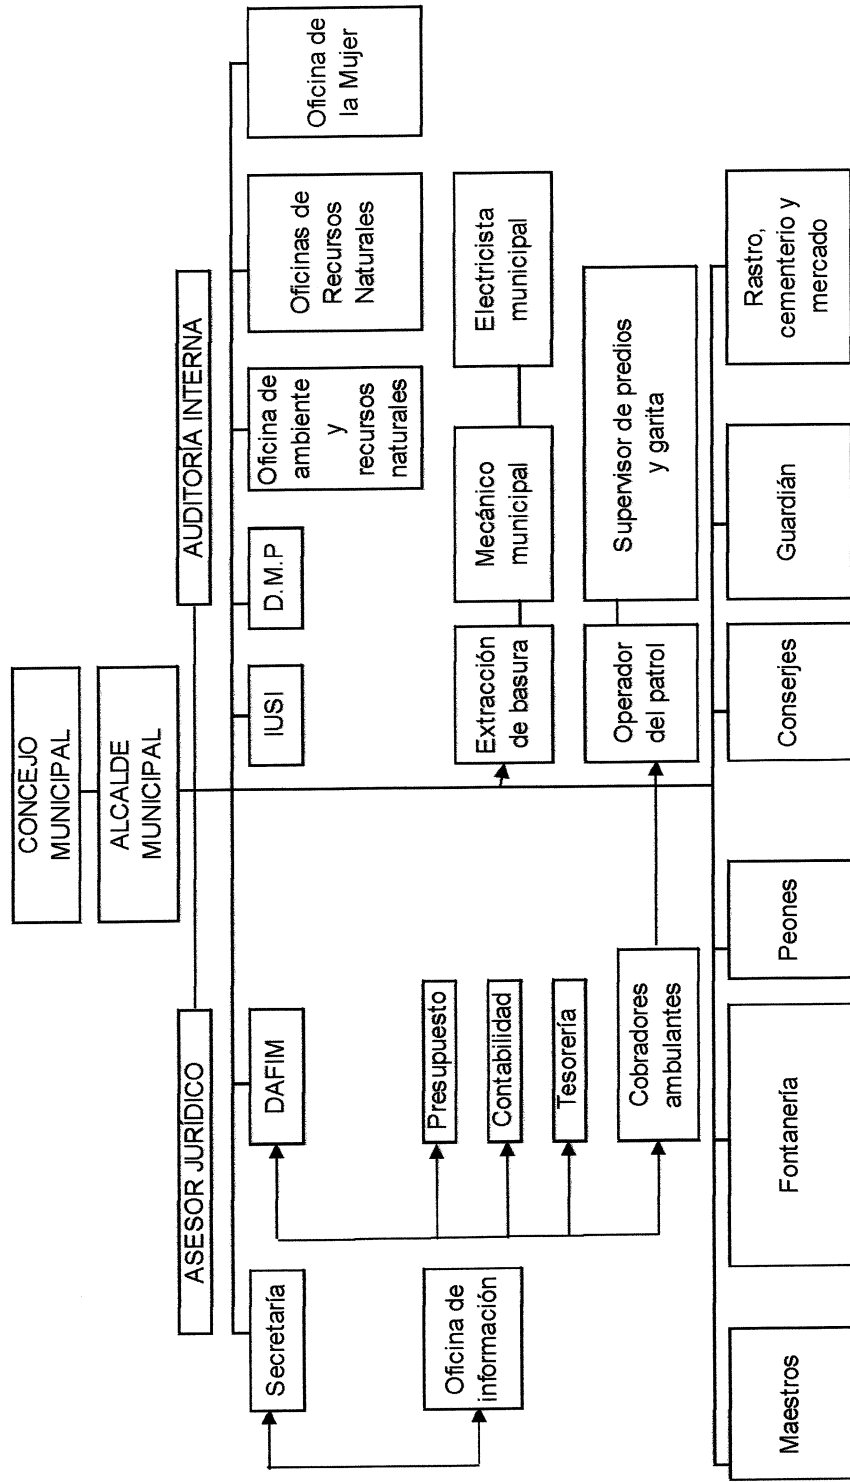 CONCEJO
MUNICIPAL
ALCALDE
MUNICIPAL
ASESOR JURÍDICO
AUDITORÍA INTERNA
Secretaría
DAFIM
IUSI
D.M.P
Oficina de
ambiente
y
recursos
naturales
Oficinas de
Recursos
Naturales
Oficina de
la Mujer
Oficina de
información
Presupuesto
Contabilidad
Tesorería
Cobradores
ambulantes
Extracción
de basura
Mecánico
municipal
Electricista
municipal
Operador
del patrol
Supervisor de predios
y garita
Maestros
Fontanería
Peones
Conserjes
Guardián
Rastro,
cementerio y
mercado